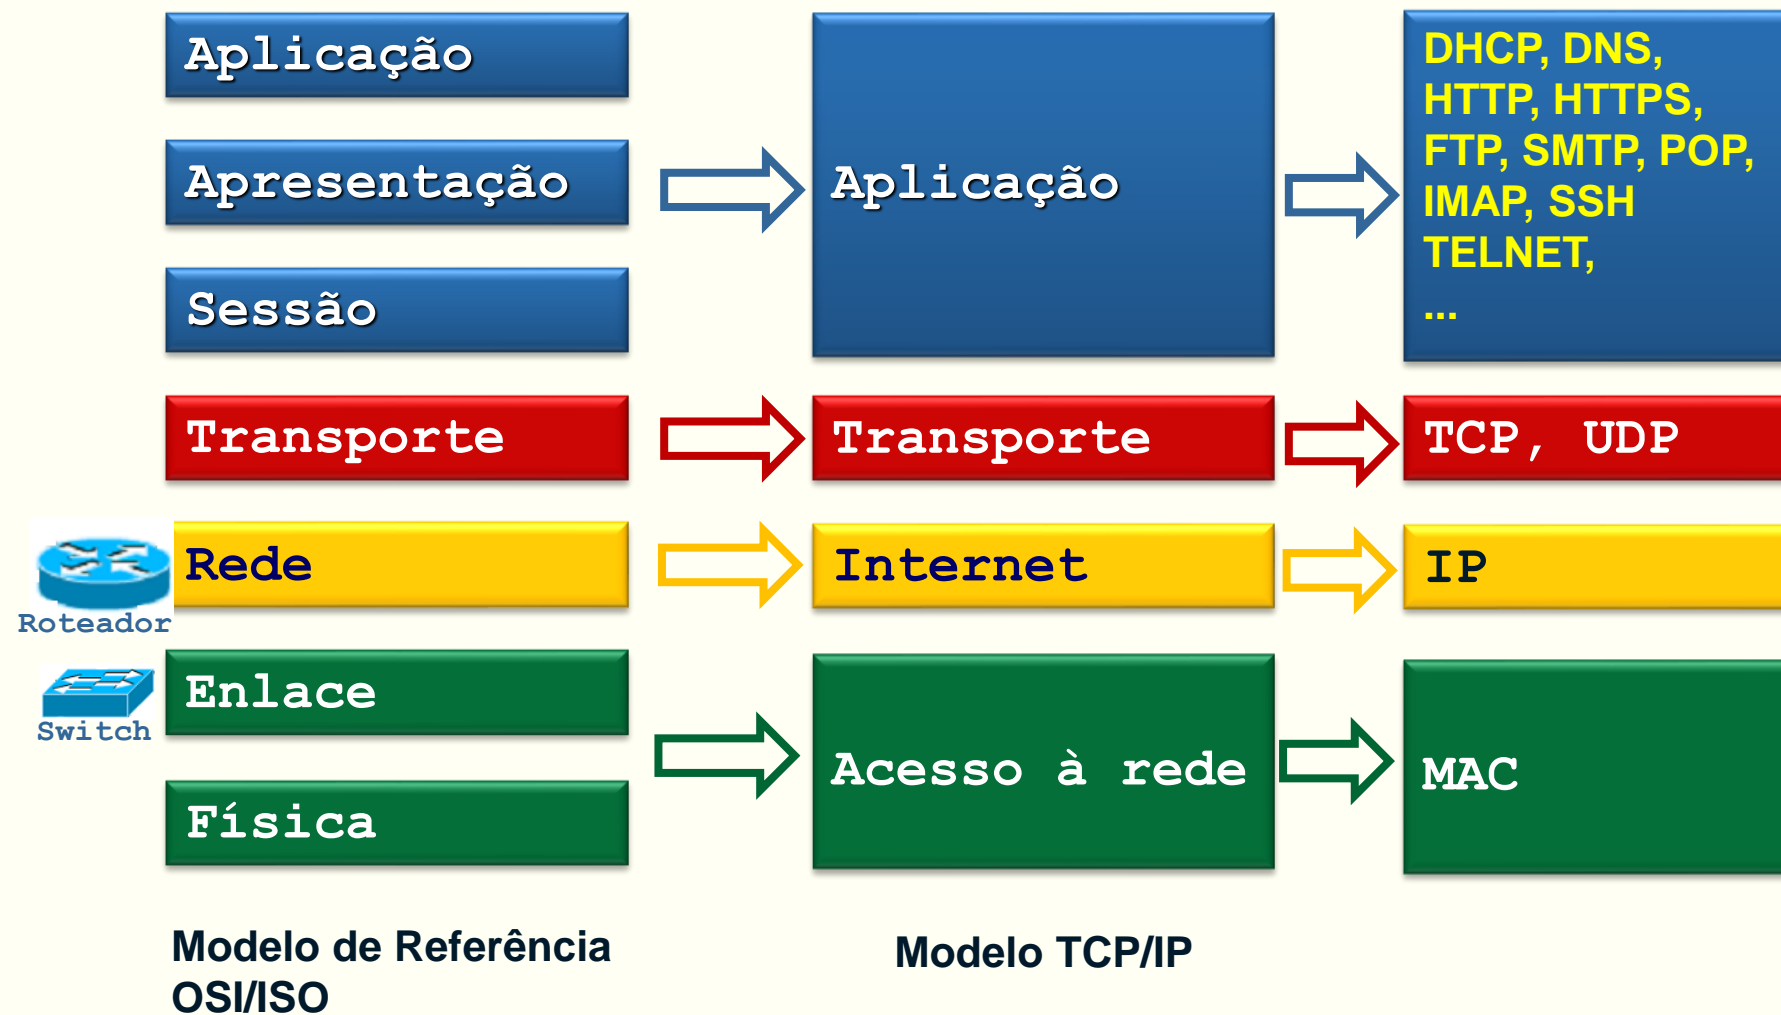 Aplicação
Apresentação
Sessão
Transporte
Rede
Enlace
Física
Roteador
Switch
Modelo de Referência
OSI/ISO
Aplicação
Transporte
Internet
Acesso à rede
Modelo TCP/IP
DHCP, DNS,
HTTP, HTTPS,
FTP, SMTP, POP,
IMAP, SSH
TELNET,
...
TCP, UDP
IP
MAC